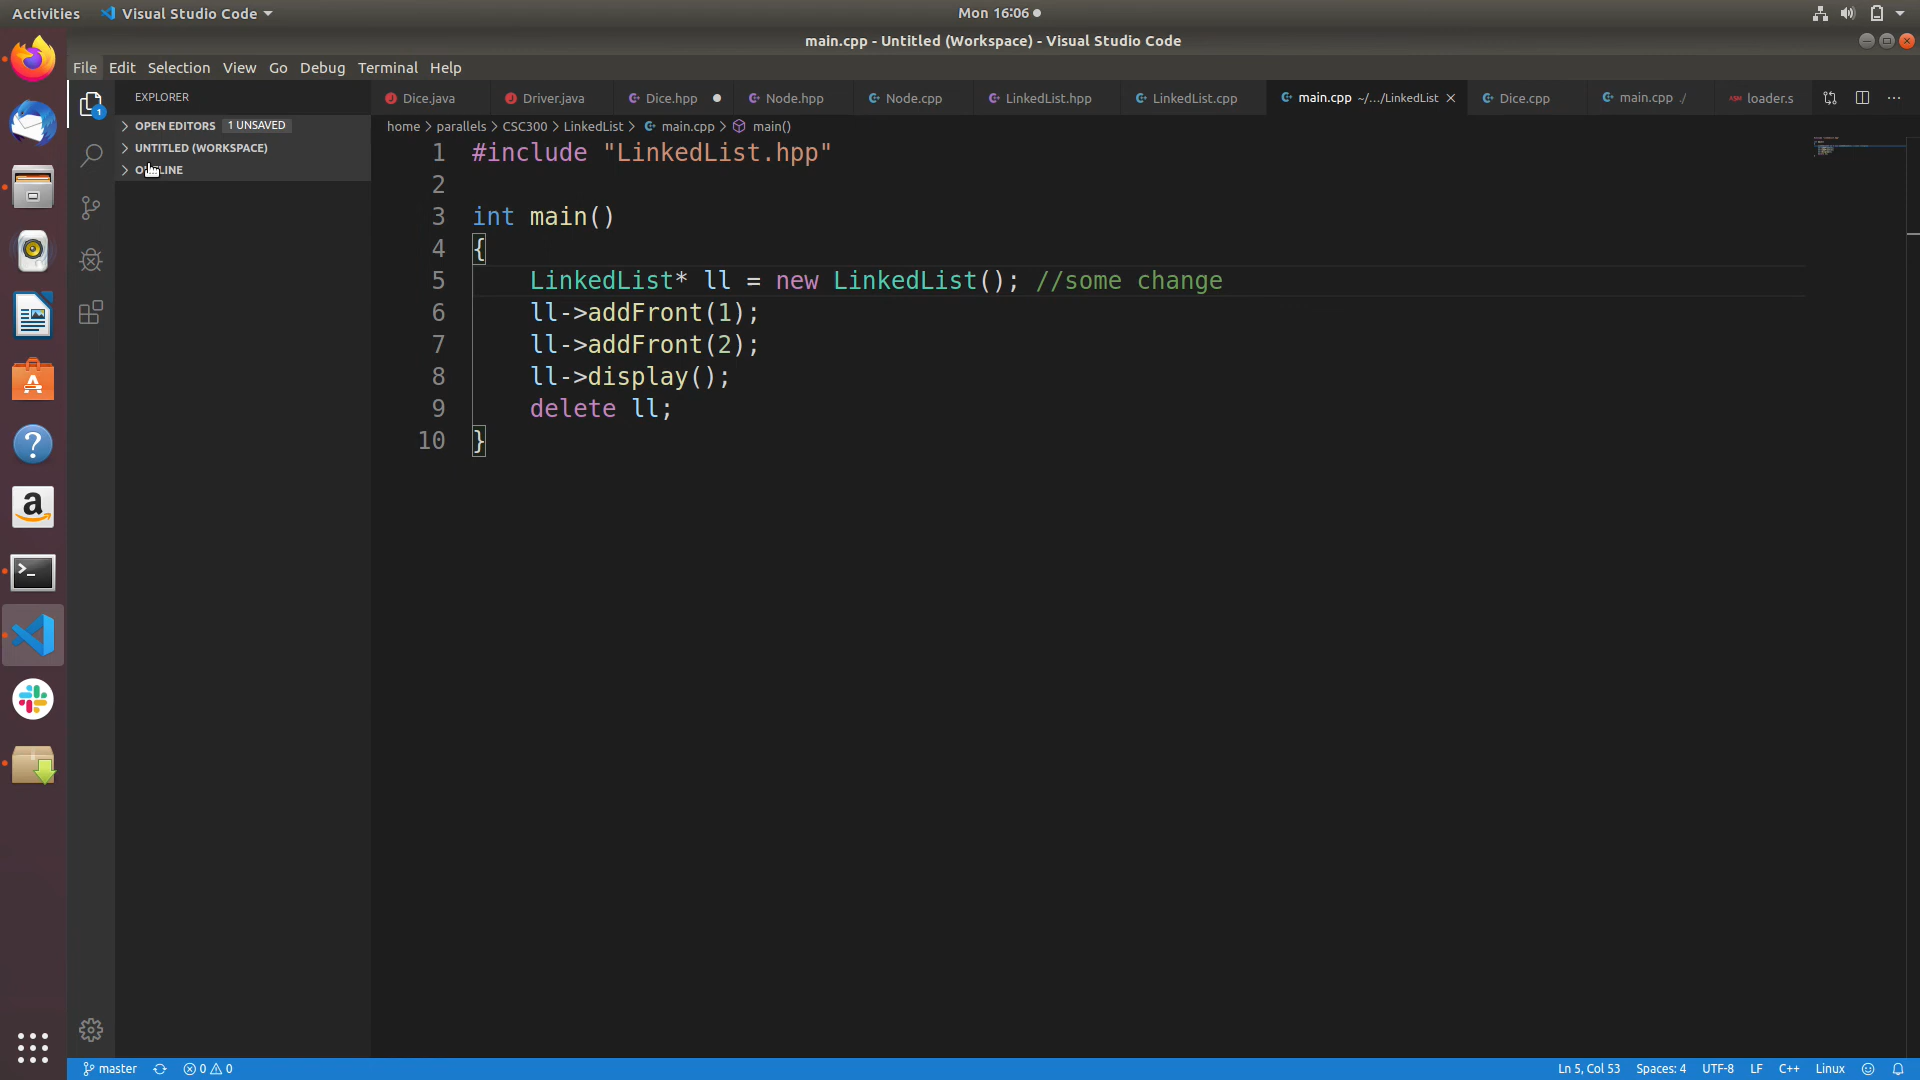 Activities Visual Studio Code Mon 16:06
main.cpp - Untitled (Workspace) - Visual Studio Code
File Edit Selection View Go Debug Terminal Help
EXPLORER
Dice.java Driver.java Dice.hpp Node.hpp Node.cpp LinkedList.hpp LinkedList.cpp main.cpp ~/.../LinkedList Dice.cpp main.cpp ./ loader.s
OPEN EDITORS 1 UNSAVED
home > parallels > CSC300 > LinkedList > main.cpp > main()
UNTITLED (WORKSPACE)
OUTLINE
1 #include "LinkedList.hpp"
2
3 int main()
4 {
5 LinkedList* ll = new LinkedList(); //some change
6 ll->addFront(1);
7 ll->addFront(2);
8 ll->display();
9 delete ll;
10 }
master 0 0 Ln 5, Col 53 Spaces: 4 UTF-8 LF C++ Linux